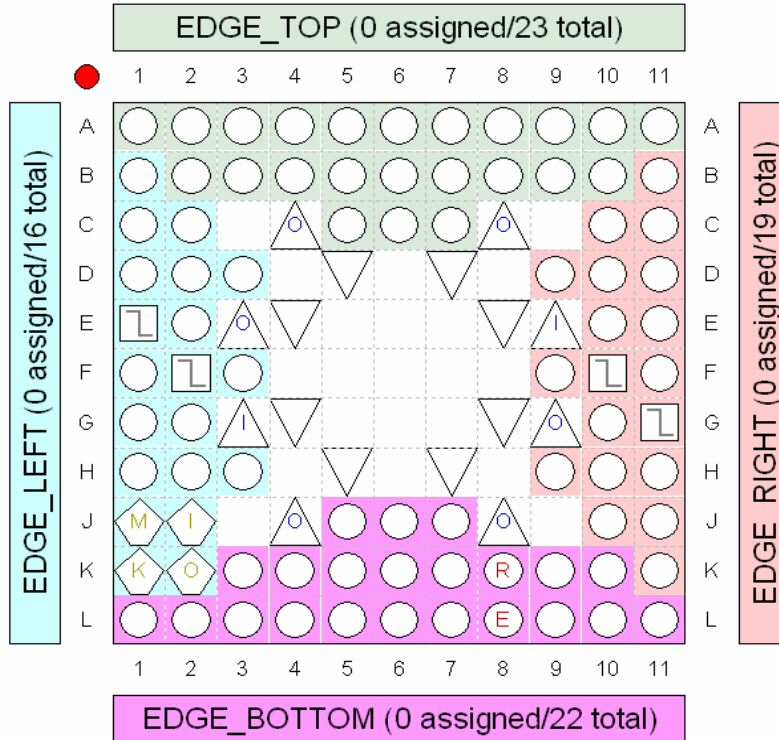 EDGE_TOP (0 assigned/23 total)
1 2 3 4 5 6 7 8 9 10 11
A A
B B
C O O C
D D
E O I E
F F
G I O G
H H
J M I O O J
K K O R K
L E L
1 2 3 4 5 6 7 8 9 10 11
EDGE_LEFT (0 assigned/16 total)
EDGE_RIGHT (0 assigned/19 total)
EDGE_BOTTOM (0 assigned/22 total)